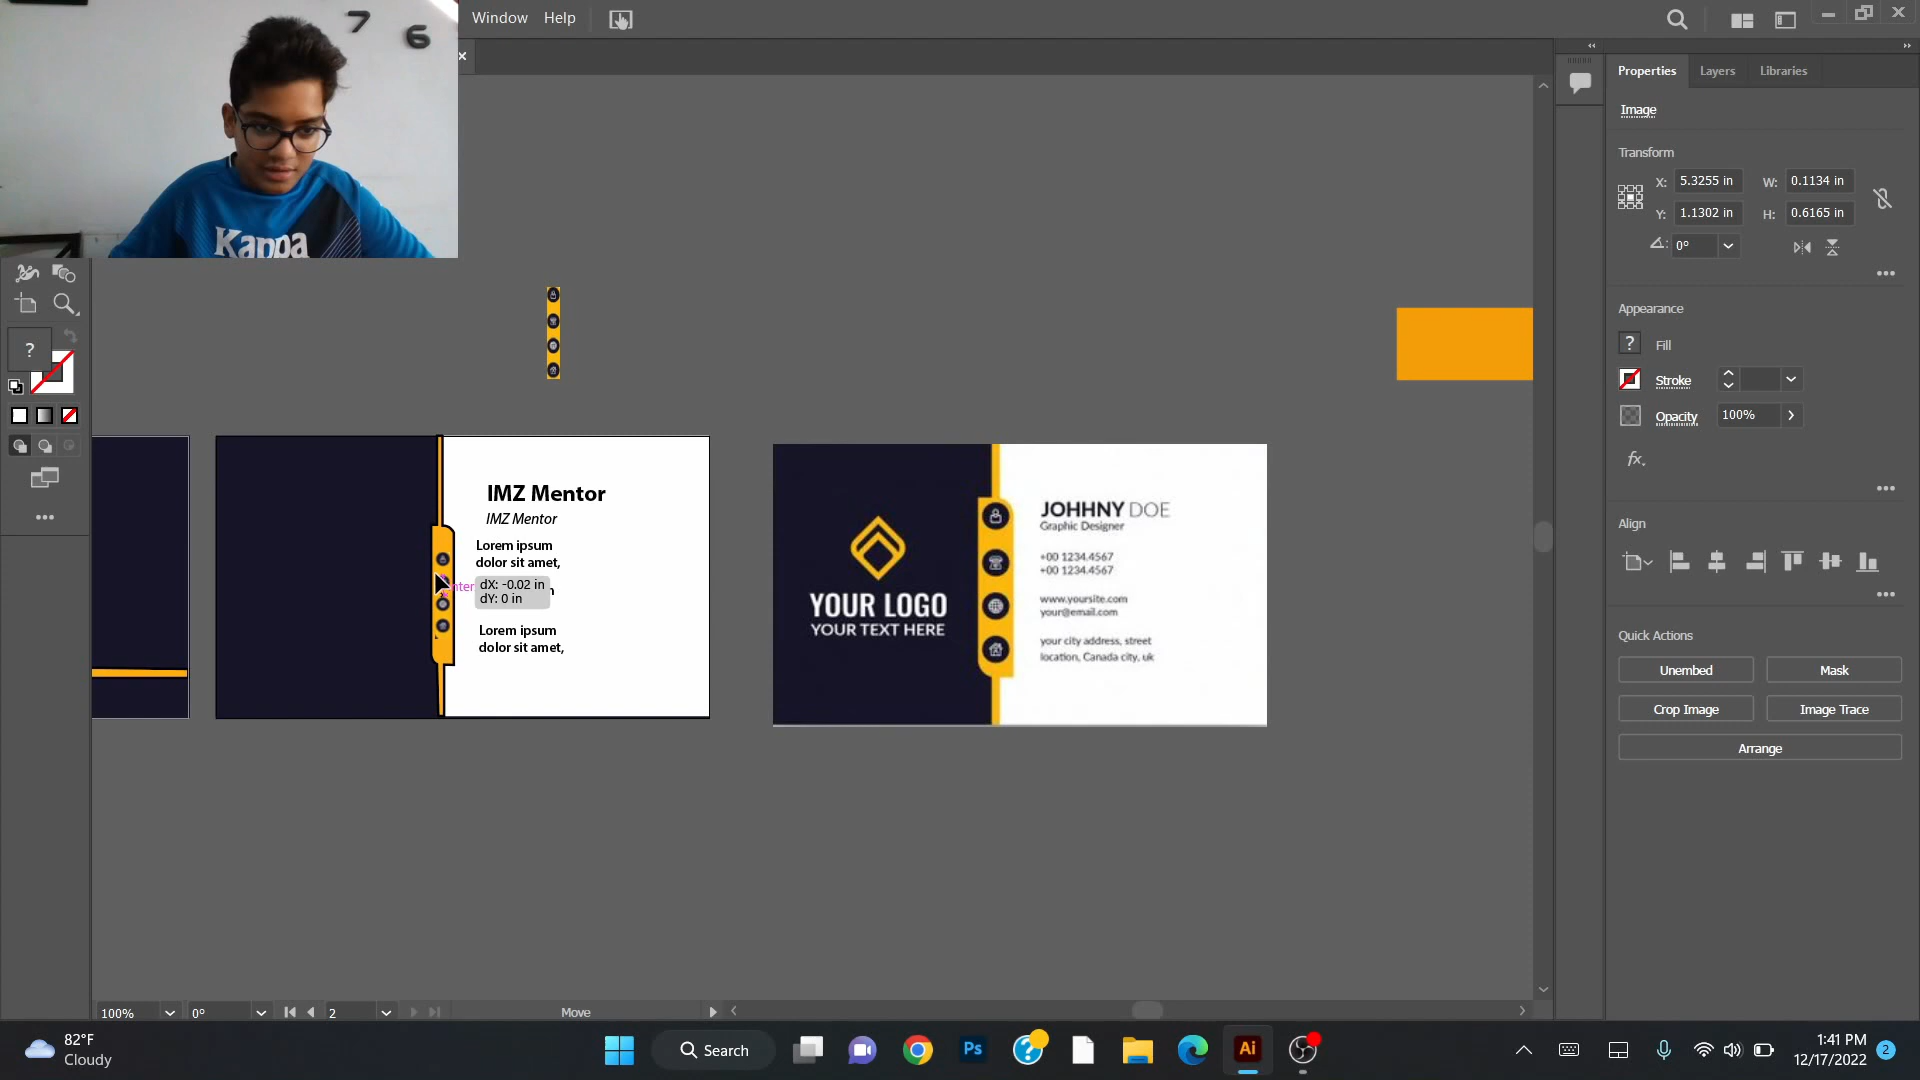 7
6
Kappa
Window
Help
Properties
Layers
Libraries
Image
Transform
X:
5.3255 in
W:
0.1134 in
Y:
1.1302 in
H:
0.6165 in
0°
Appearance
?
Fill
Stroke
Opacity
100%
fx.
Align
Quick Actions
Unembed
Mask
Crop Image
Image Trace
Arrange
?
IMZ Mentor
IMZ Mentor
Lorem ipsum
dolor sit amet,
dX: -0.02 in
dY: 0 in
Lorem ipsum
dolor sit amet,
YOUR LOGO
YOUR TEXT HERE
JOHHNY DOE
Graphic Designer
+00 1234.4567
+00 1234.4567
www.yoursite.com
your@email.com
your city address, street
location, Canada city, uk
100%
0°
2
Move
82°F
Cloudy
Search
Ps
Ai
1:41 PM
12/17/2022
2